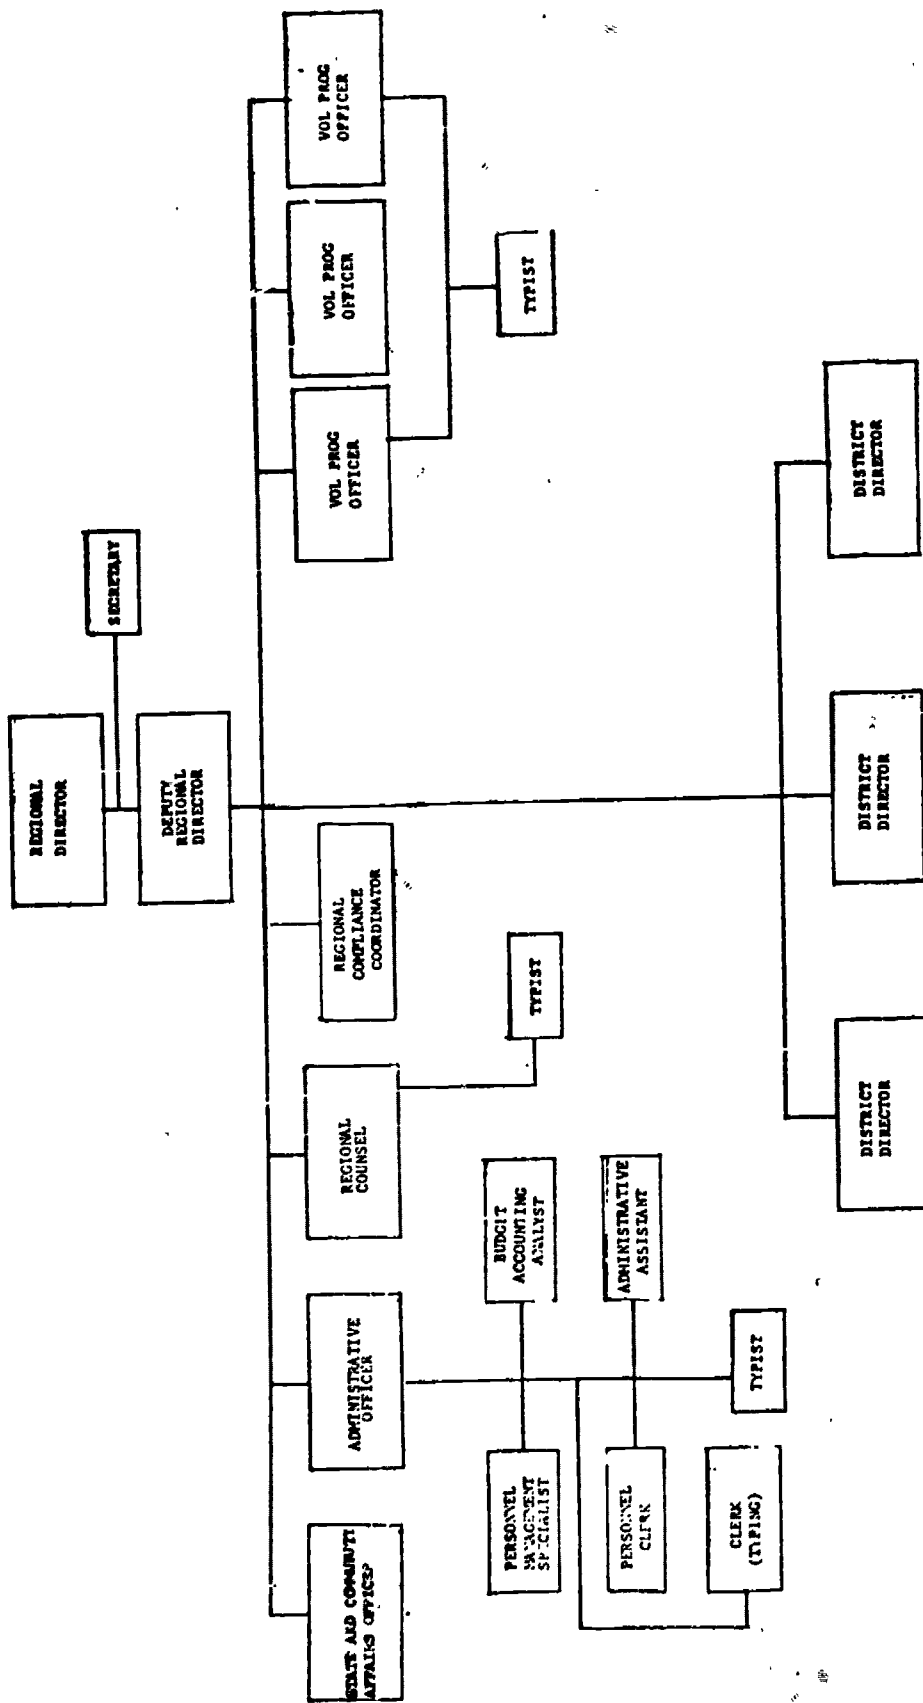 REGIONAL
DIRECTOR
SECRETARY
DEPUTY
REGIONAL
DIRECTOR
STATE AND COMMUNITY
AFFAIRS OFFICER
ADMINISTRATIVE
OFFICER
REGIONAL
COUNSEL
REGIONAL
COMPLIANCE
COORDINATOR
VOL PROG
OFFICER
VOL PROG
OFFICER
VOL PROG
OFFICER
PERSONNEL
MANAGEMENT
SPECIALIST
BUDGET
ACCOUNTING
ANALYST
TYPIST
TYPIST
PERSONNEL
CLERK
ADMINISTRATIVE
ASSISTANT
CLERK
(TYPING)
TYPIST
DISTRICT
DIRECTOR
DISTRICT
DIRECTOR
DISTRICT
DIRECTOR